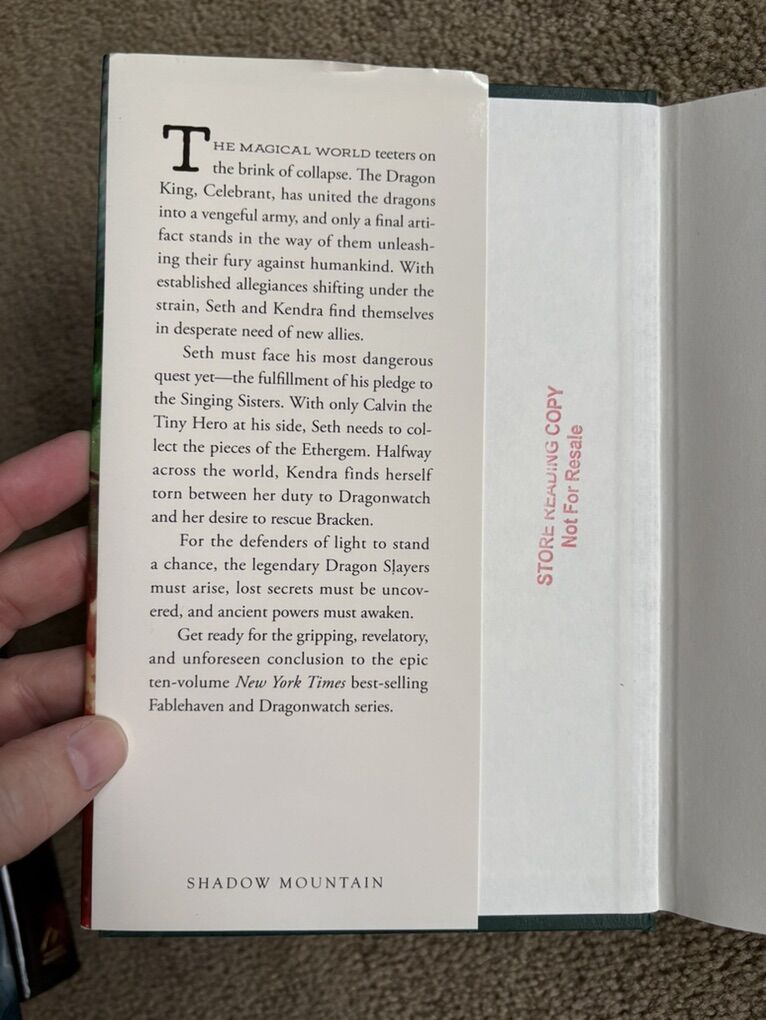 THE MAGICAL WORLD teeters on
the brink of collapse. The Dragon
King, Celebrant, has united the dragons
into a vengeful army, and only a final arti-
fact stands in the way of them unleash-
ing their fury against humankind. With
established allegiances shifting under the
strain, Seth and Kendra find themselves
in desperate need of new allies.
Seth must face his most dangerous
quest yet—the fulfillment of his pledge to
the Singing Sisters. With only Calvin the
Tiny Hero at his side, Seth needs to col-
lect the pieces of the Ethergem. Halfway
across the world, Kendra finds herself
torn between her duty to Dragonwatch
and her desire to rescue Bracken.
For the defenders of light to stand
a chance, the legendary Dragon Slayers
must arise, lost secrets must be uncov-
ered, and ancient powers must awaken.
Get ready for the gripping, revelatory,
and unforeseen conclusion to the epic
ten-volume New York Times best-selling
Fablehaven and Dragonwatch series.
SHADOW MOUNTAIN
STORE READING COPY
Not For Resale